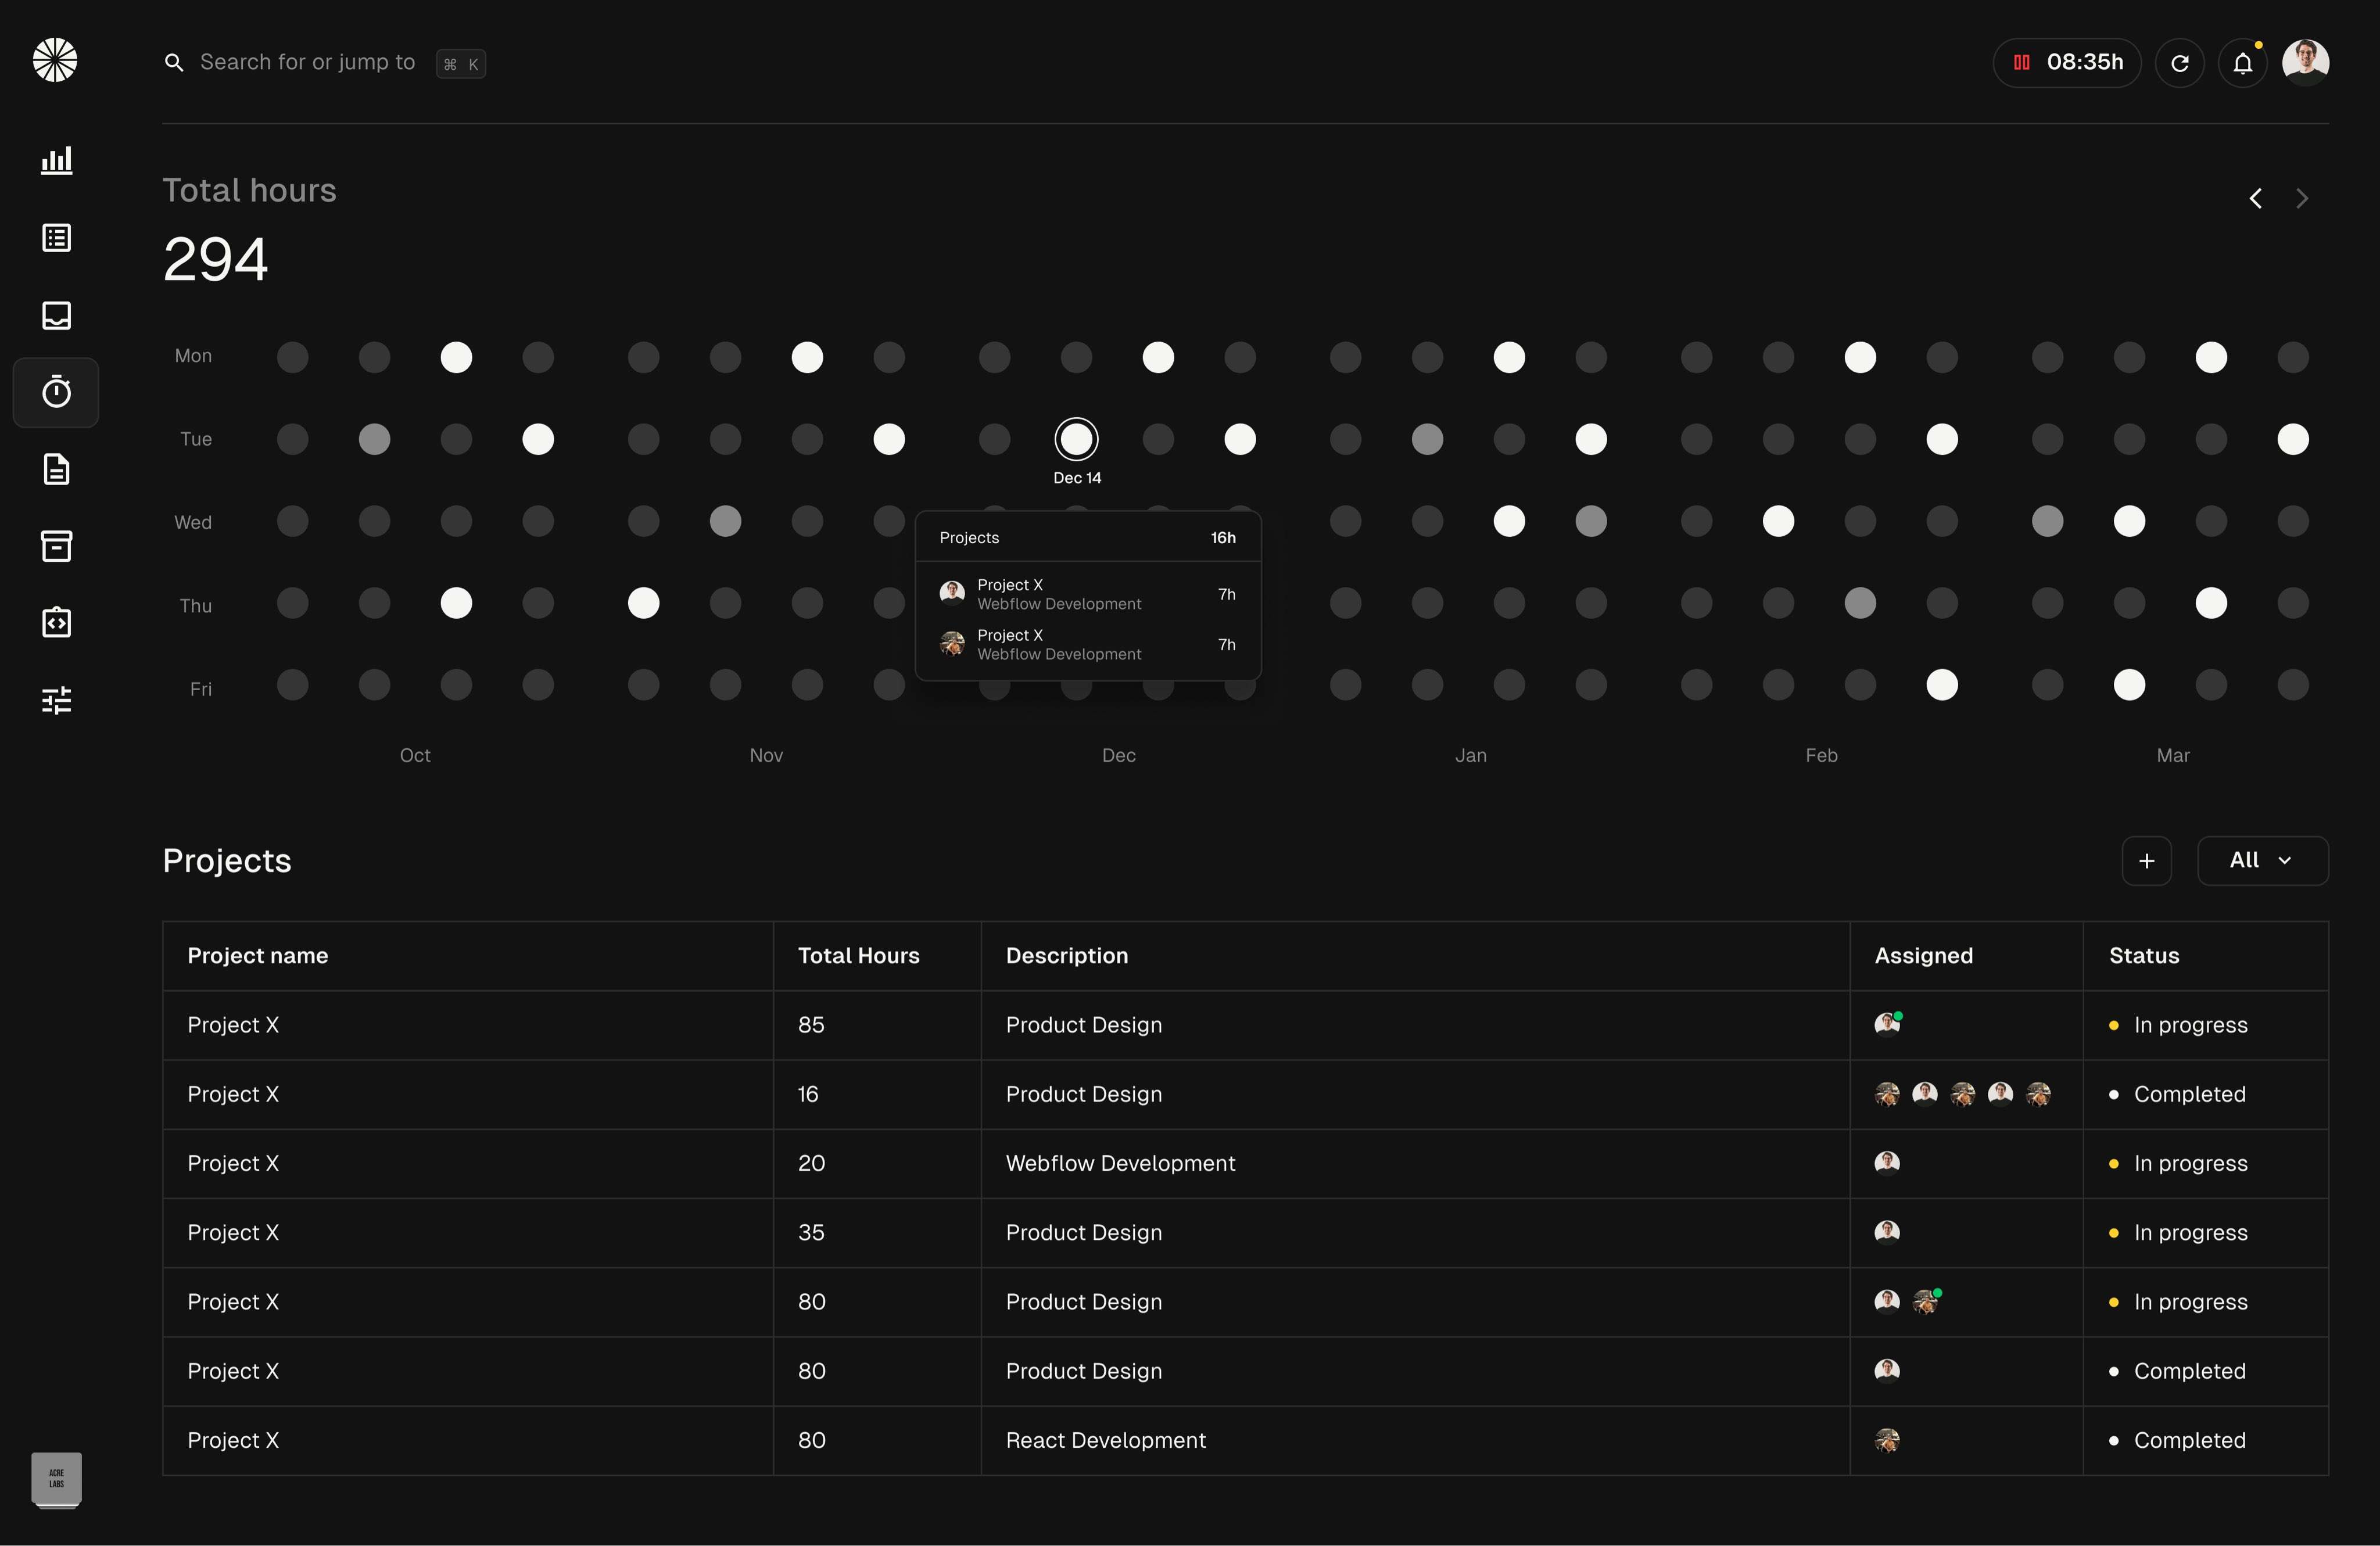 Search for or jump to ⌘ K
08:35h
Total hours
294
Mon
Tue
Dec 14
Wed
Projects 16h
Project X
Webflow Development 7h
Thu
Project X
Webflow Development 7h
Fri
Oct Nov Dec Jan Feb Mar
Projects
All
Project name Total Hours Description Assigned Status
Project X 85 Product Design In progress
Project X 16 Product Design Completed
Project X 20 Webflow Development In progress
Project X 35 Product Design In progress
Project X 80 Product Design In progress
Project X 80 Product Design Completed
Project X 80 React Development Completed
ACRE
LABS